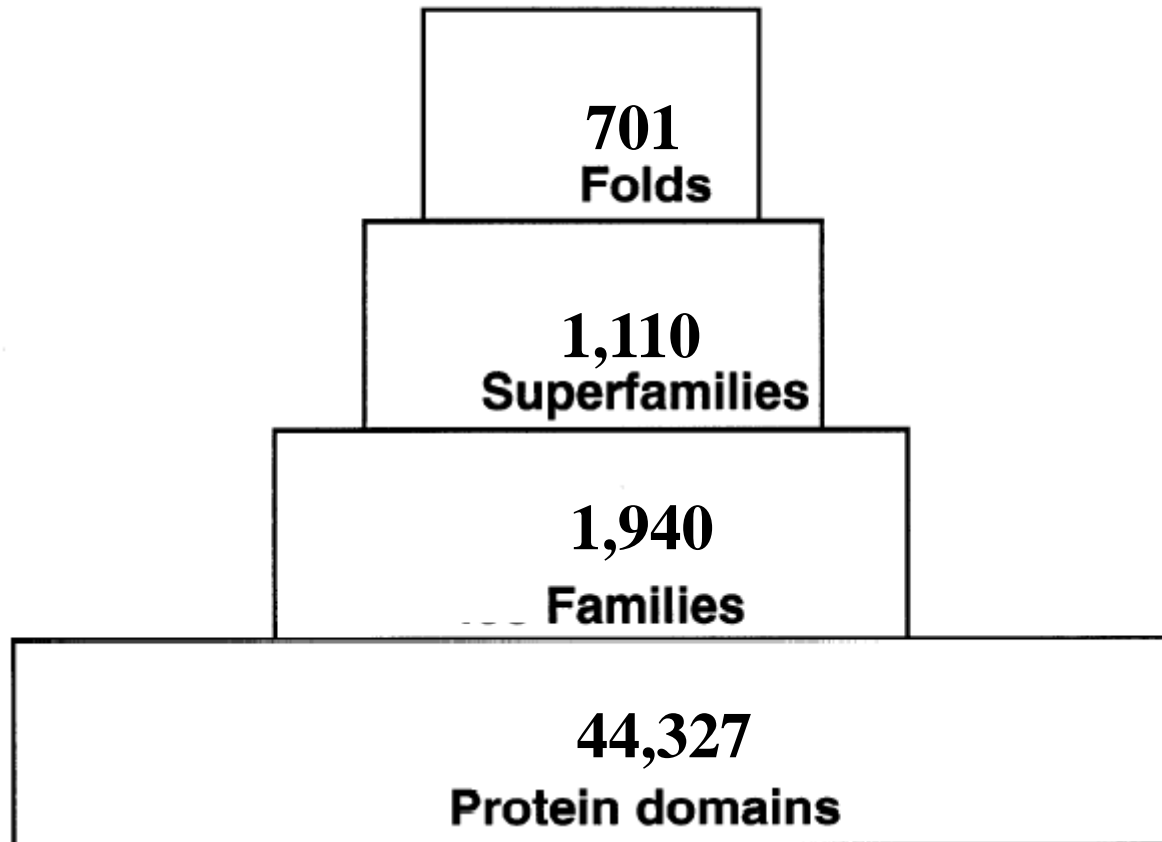 701
Folds
1,110
Superfamilies
1,940
Families
44,327
Protein domains